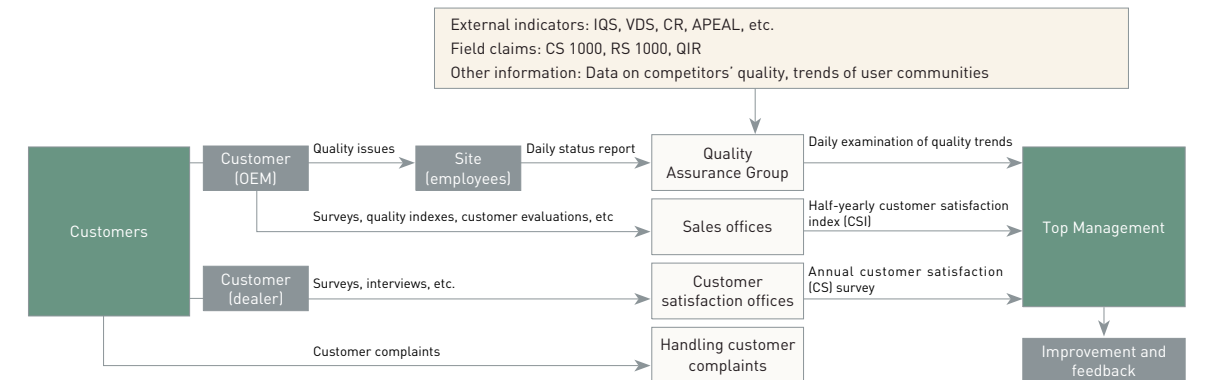 External indicators: IQS, VDS, CR, APEAL, etc.
Field claims: CS 1000, RS 1000, QIR
Other information: Data on competitors’ quality, trends of user communities
Customers
Customer
(OEM)
Quality issues
Site
(employees)
Daily status report
Quality
Assurance Group
Daily examination of quality trends
Surveys, quality indexes, customer evaluations, etc
Sales offices
Half-yearly customer satisfaction
index (CSI)
Top Management
Customer
(dealer)
Surveys, interviews, etc.
Customer
satisfaction offices
Annual customer satisfaction
(CS) survey
Customer complaints
Handling customer
complaints
Improvement and
feedback